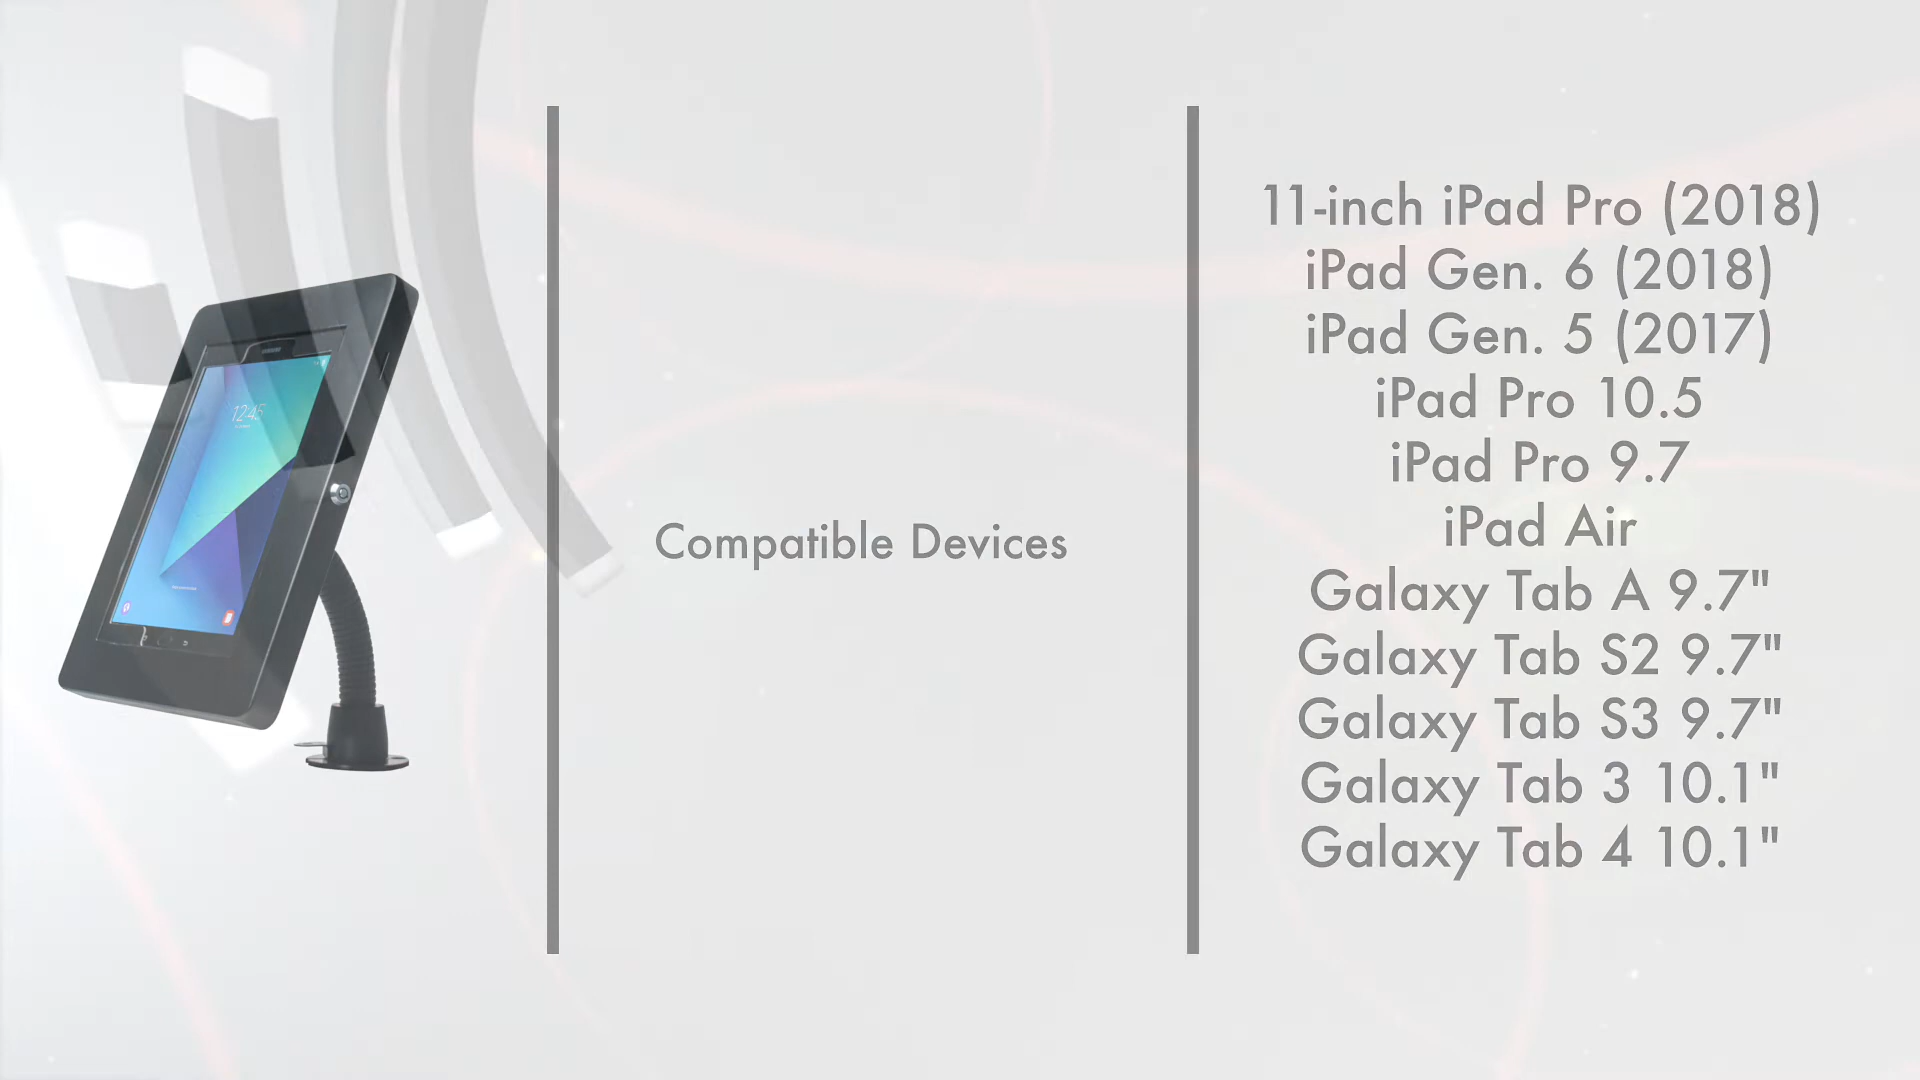 12:45
Compatible Devices
11-inch iPad Pro (2018)
iPad Gen. 6 (2018)
iPad Gen. 5 (2017)
iPad Pro 10.5
iPad Pro 9.7
iPad Air
Galaxy Tab A 9.7"
Galaxy Tab S2 9.7"
Galaxy Tab S3 9.7"
Galaxy Tab 3 10.1"
Galaxy Tab 4 10.1"